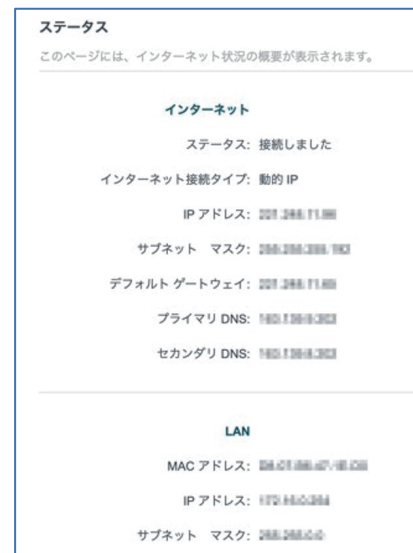 ステータス
このページには、インターネット状況の概要が表示されます。
インターネット
ステータス: 接続しました
インターネット接続タイプ: 動的 IP
IP アドレス:
サブネット マスク:
デフォルト ゲートウェイ:
プライマリ DNS:
セカンダリ DNS:
LAN
MAC アドレス:
IP アドレス:
サブネット マスク: